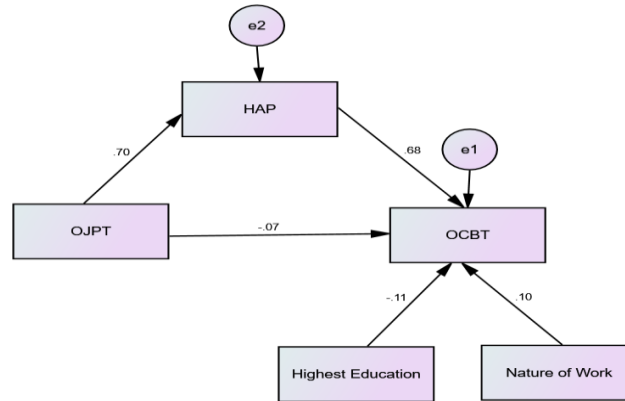 e2
HAP
.70
.68
e1
OJPT
-.07
OCBT
-.11
.10
Highest Education
Nature of Work